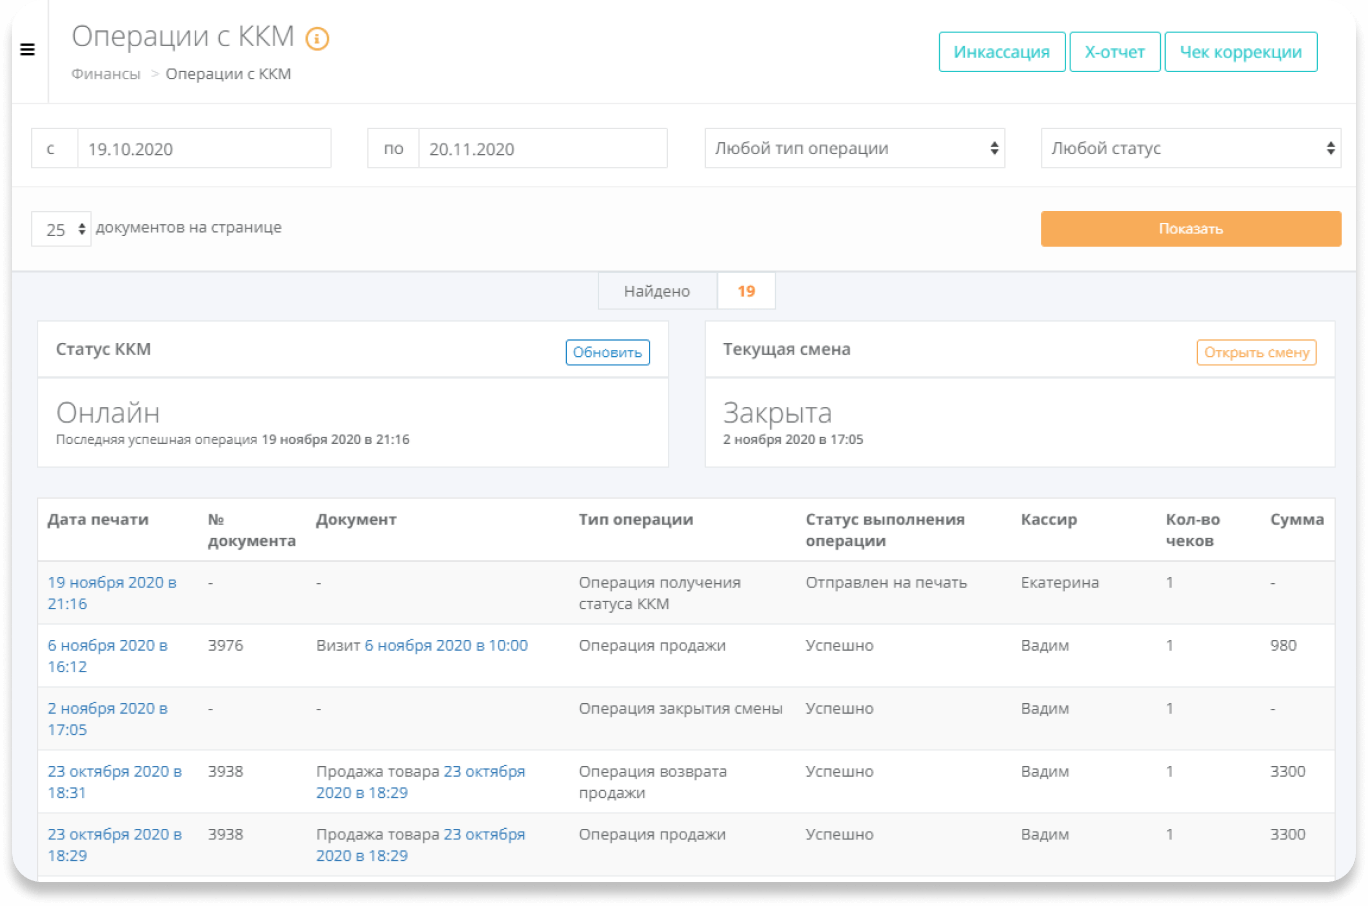 Операции с ККМ
Финансы > Операции с ККМ
Инкассация
X-отчет
Чек коррекции
с 19.10.2020
по 20.11.2020
Любой тип операции
Любой статус
25 документов на странице
Показать
Найдено 19
Статус ККМ
Обновить
Онлайн
Последняя успешная операция 19 ноября 2020 в 21:16
Текущая смена
Открыть смену
Закрыта
2 ноября 2020 в 17:05
Дата печати
№
документа
Документ
Тип операции
Статус выполнения
операции
Кассир
Кол-во
чеков
Сумма
19 ноября 2020 в
21:16
-
-
Операция получения
статуса ККМ
Отправлен на печать
Екатерина
1
-
6 ноября 2020 в
16:12
3976
Визит 6 ноября 2020 в 10:00
Операция продажи
Успешно
Вадим
1
980
2 ноября 2020 в
17:05
-
-
Операция закрытия смены
Успешно
Вадим
1
-
23 октября 2020 в
18:31
3938
Продажа товара 23 октября
2020 в 18:29
Операция возврата
продажи
Успешно
Вадим
1
3300
23 октября 2020 в
18:29
3938
Продажа товара 23 октября
2020 в 18:29
Операция продажи
Успешно
Вадим
1
3300